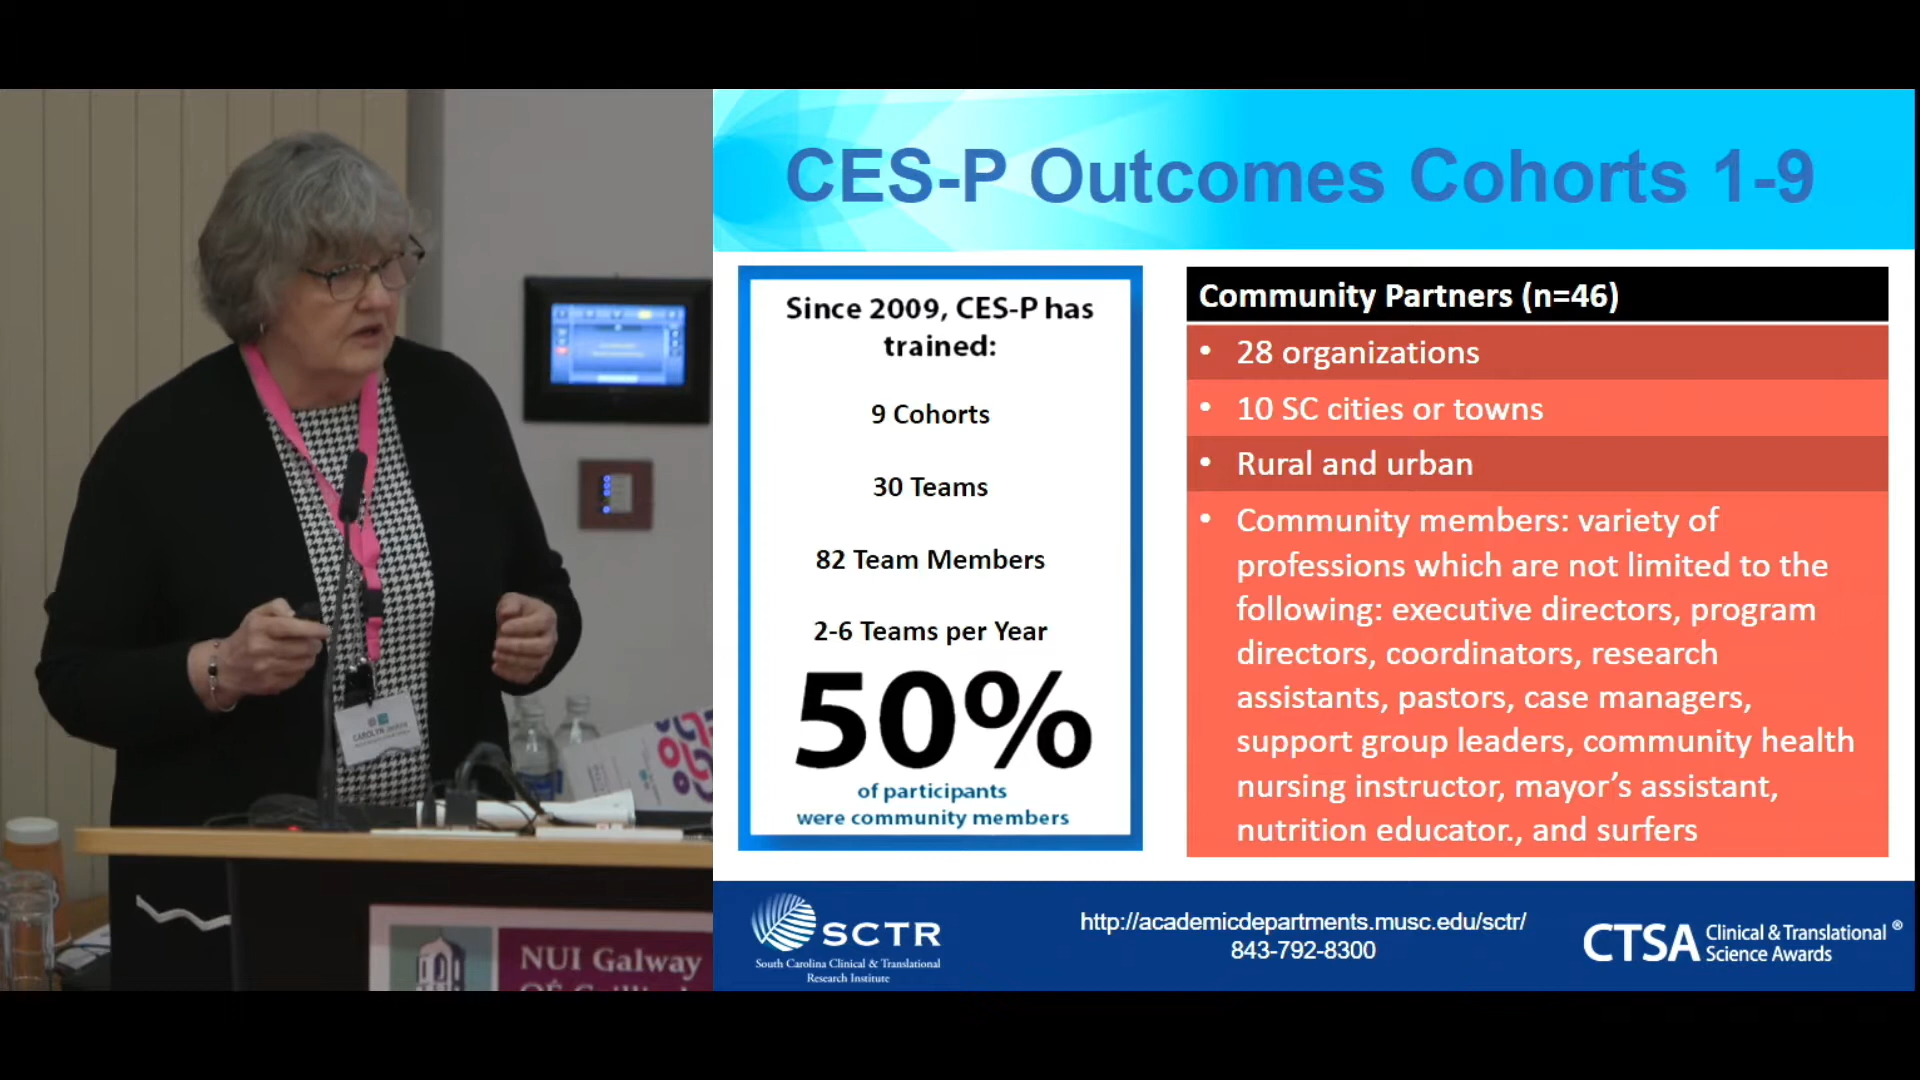 CES-P Outcomes Cohorts 1-9
Since 2009, CES-P has
trained:
9 Cohorts
30 Teams
82 Team Members
2-6 Teams per Year
50%
of participants
were community members
Community Partners (n=46)
• 28 organizations
• 10 SC cities or towns
• Rural and urban
• Community members: variety of
professions which are not limited to the
following: executive directors, program
directors, coordinators, research
assistants, pastors, case managers,
support group leaders, community health
nursing instructor, mayor’s assistant,
nutrition educator., and surfers
SCTR
South Carolina Clinical & Translational
Research Institute
http://academicdepartments.musc.edu/sctr/
843-792-8300
CTSA Clinical & Translational ®
Science Awards
CAROLYN
NUI Galway